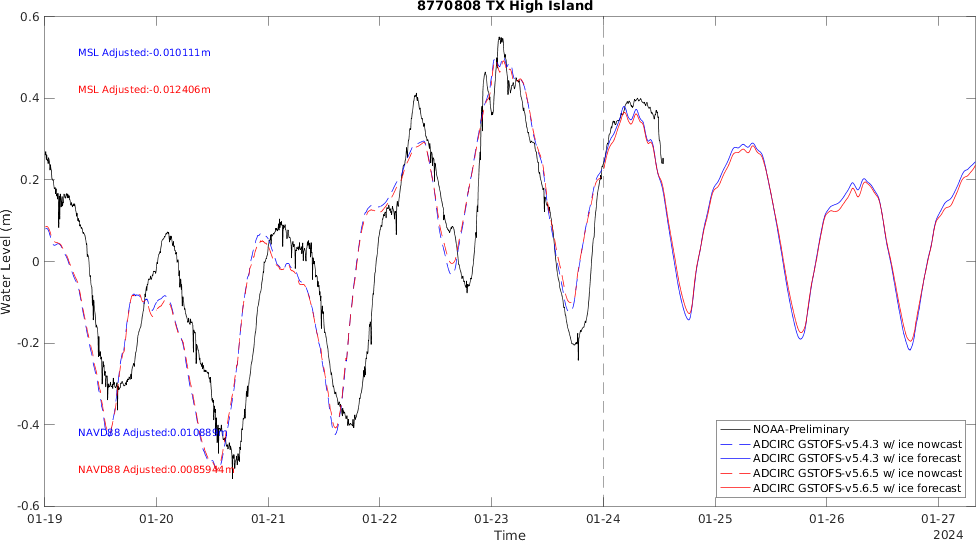 8770808 TX High Island
0.6
0.4
0.2
0
-0.2
-0.4
-0.6
Water Level (m)
MSL Adjusted:-0.010111m
MSL Adjusted:-0.012406m
NAVD88 Adjusted:0.010889m
NAVD88 Adjusted:0.0085944m
NOAA-Preliminary
ADCIRC GSTOFS-v5.4.3 w/ ice nowcast
ADCIRC GSTOFS-v5.4.3 w/ ice forecast
ADCIRC GSTOFS-v5.6.5 w/ ice nowcast
ADCIRC GSTOFS-v5.6.5 w/ ice forecast
01-19 01-20 01-21 01-22 01-23 01-24 01-25 01-26 01-27
Time
2024